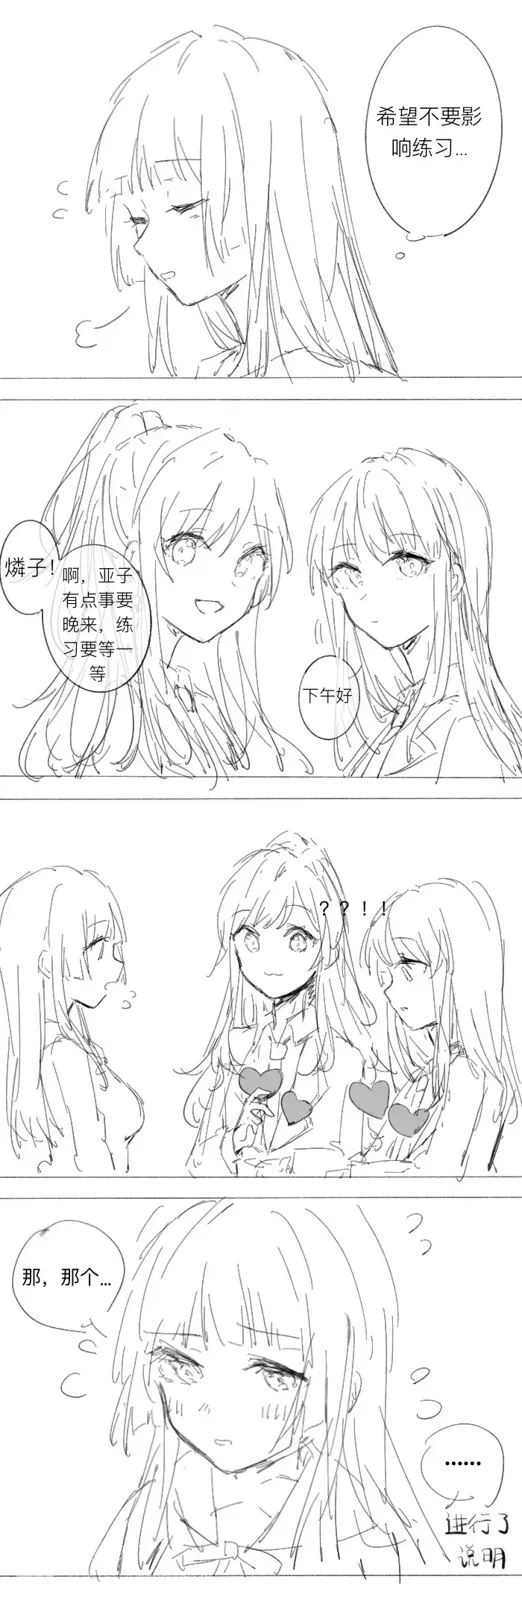 希望不要影
响练习...
燐子！
啊，亚子
有点事要
晚来，练
习要等一
等
下午好
？？！！
那，那个...
......
进行了
说明